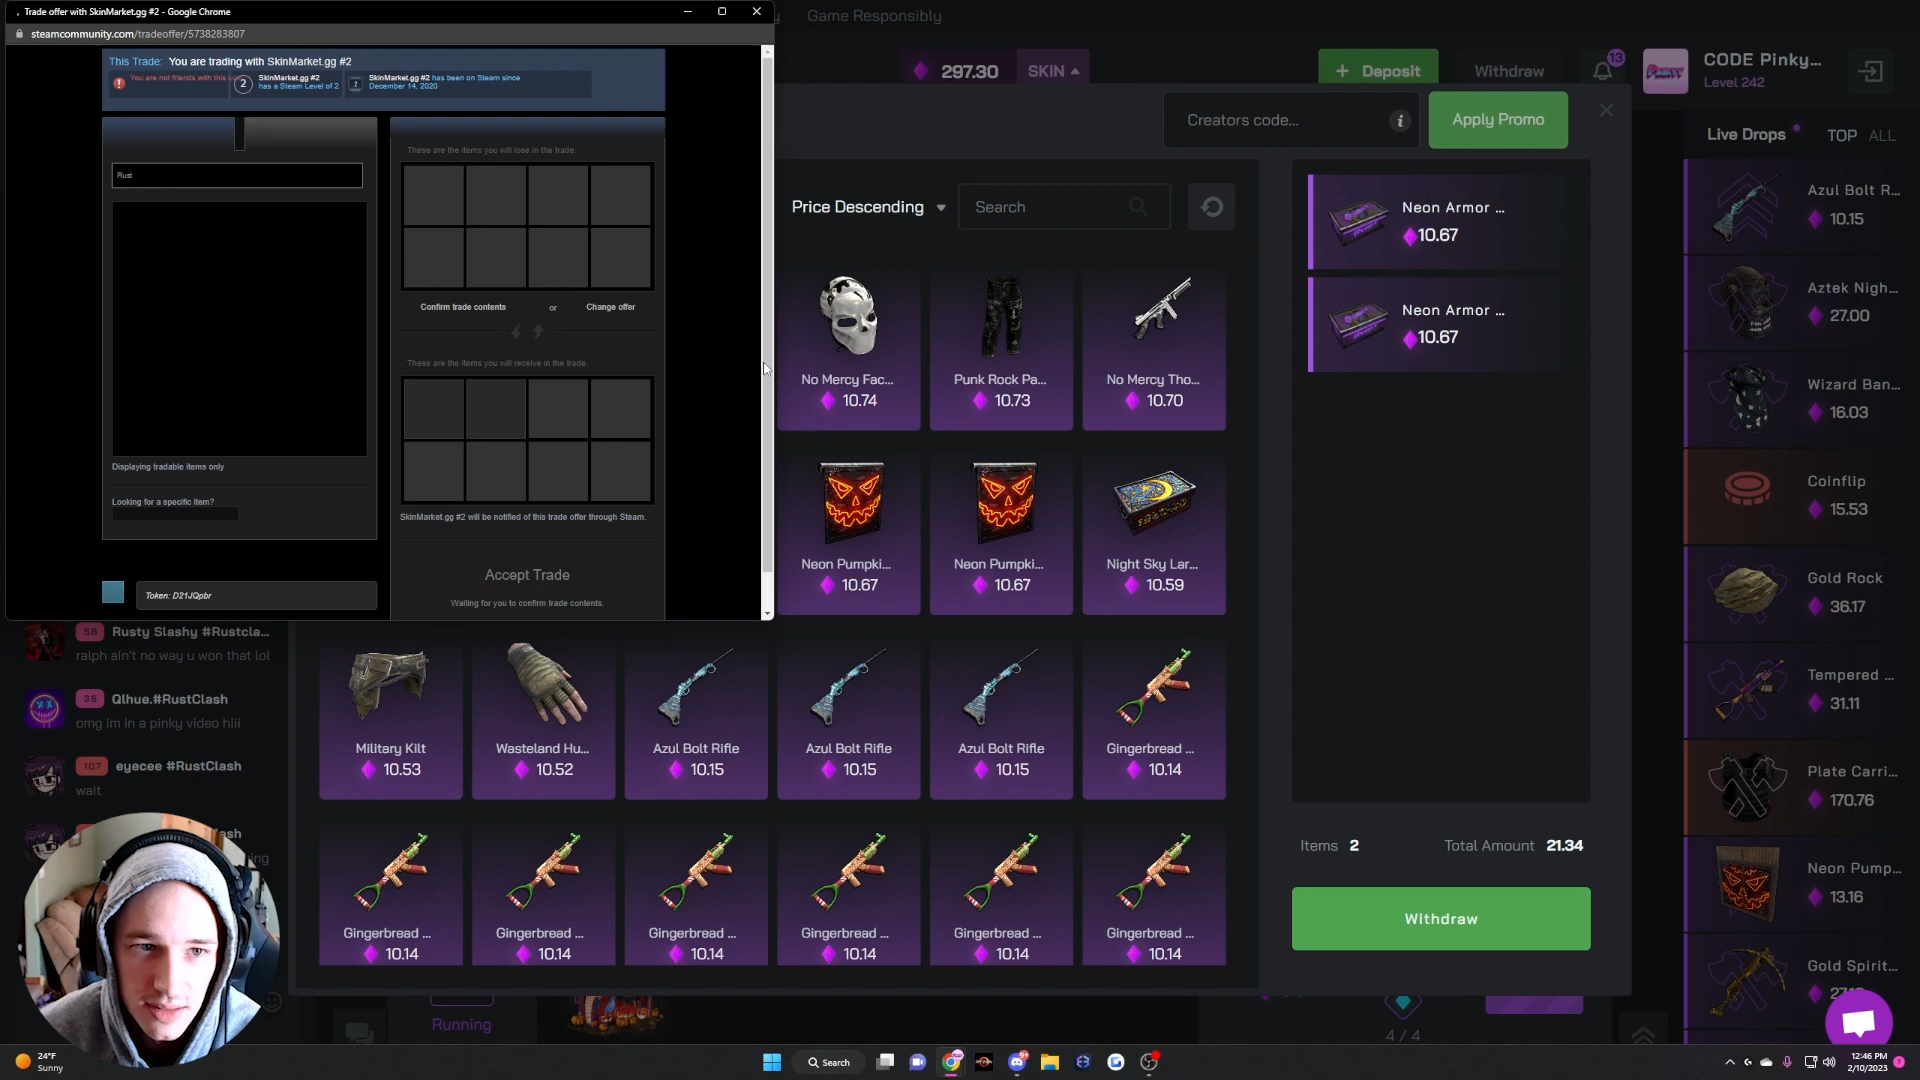 Trade offer with SkinMarket.gg #2 - Google Chrome
steamcommunity.com/tradeoffer/5738283807
This Trade: You are trading with SkinMarket.gg #2
You are not friends with this
2
SkinMarket.gg #2
has a Steam Level of 2
SkinMarket.gg #2 has been on Steam since
December 14, 2020
Rust
Displaying tradable items only
Looking for a specific item?
Token: D21JQpbr
These are the items you will lose in the trade.
Confirm trade contents or Change offer
These are the items you will receive in the trade.
SkinMarket.gg #2 will be notified of this trade offer through Steam.
Accept Trade
Waiting for you to confirm trade contents.
Game Responsibly
297.30 SKIN
+ Deposit
Withdraw
13
CODE Pinky...
Level 242
Creators code...
Apply Promo
Price Descending
Search
No Mercy Fac...
10.74
Punk Rock Pa...
10.73
No Mercy Tho...
10.70
Neon Pumpki...
10.67
Neon Pumpki...
10.67
Night Sky Lar...
10.59
Military Kilt
10.53
Wasteland Hu...
10.52
Azul Bolt Rifle
10.15
Azul Bolt Rifle
10.15
Azul Bolt Rifle
10.15
Gingerbread ...
10.14
Gingerbread ...
10.14
Gingerbread ...
10.14
Gingerbread ...
10.14
Gingerbread ...
10.14
Gingerbread ...
10.14
Gingerbread ...
10.14
Neon Armor ...
10.67
Neon Armor ...
10.67
Items 2
Total Amount 21.34
Withdraw
Live Drops
TOP ALL
Azul Bolt R...
10.15
Aztek Nigh...
27.00
Wizard Ban...
16.03
Coinflip
15.53
Gold Rock
36.17
Tempered ...
31.11
Plate Carri...
170.76
Neon Pump...
13.16
Gold Spirit...
58 Rusty Slashy #Rustcla...
ralph ain't no way u won that lol
38 Qlhue.#RustClash
omg im in a pinky video hiii
107 eyecee #RustClash
wait
Running
4 / 4
24°F
Sunny
Search
12:46 PM
2/10/2023